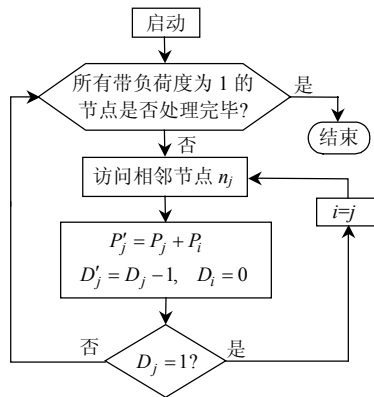 启动
所有带负荷度为 1 的
节点是否处理完毕?
是
结束
否
访问相邻节点 n_j
i=j
P′_j = P_j + P_i
D′_j = D_j −1, D_i = 0
否
D_j =1?
是